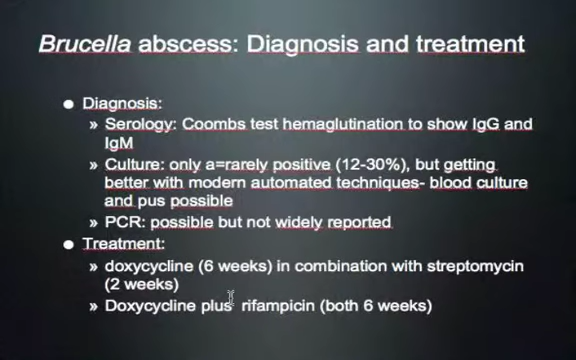 Brucella abscess: Diagnosis and treatment
Diagnosis:
» Serology: Coombs test hemaglutination to show IgG and
IgM
» Culture: only a=rarely positive (12-30%), but getting
better with modern automated techniques- blood culture
and pus possible
» PCR: possible but not widely reported
Treatment:
» doxycycline (6 weeks) in combination with streptomycin
(2 weeks)
» Doxycycline plus rifampicin (both 6 weeks)